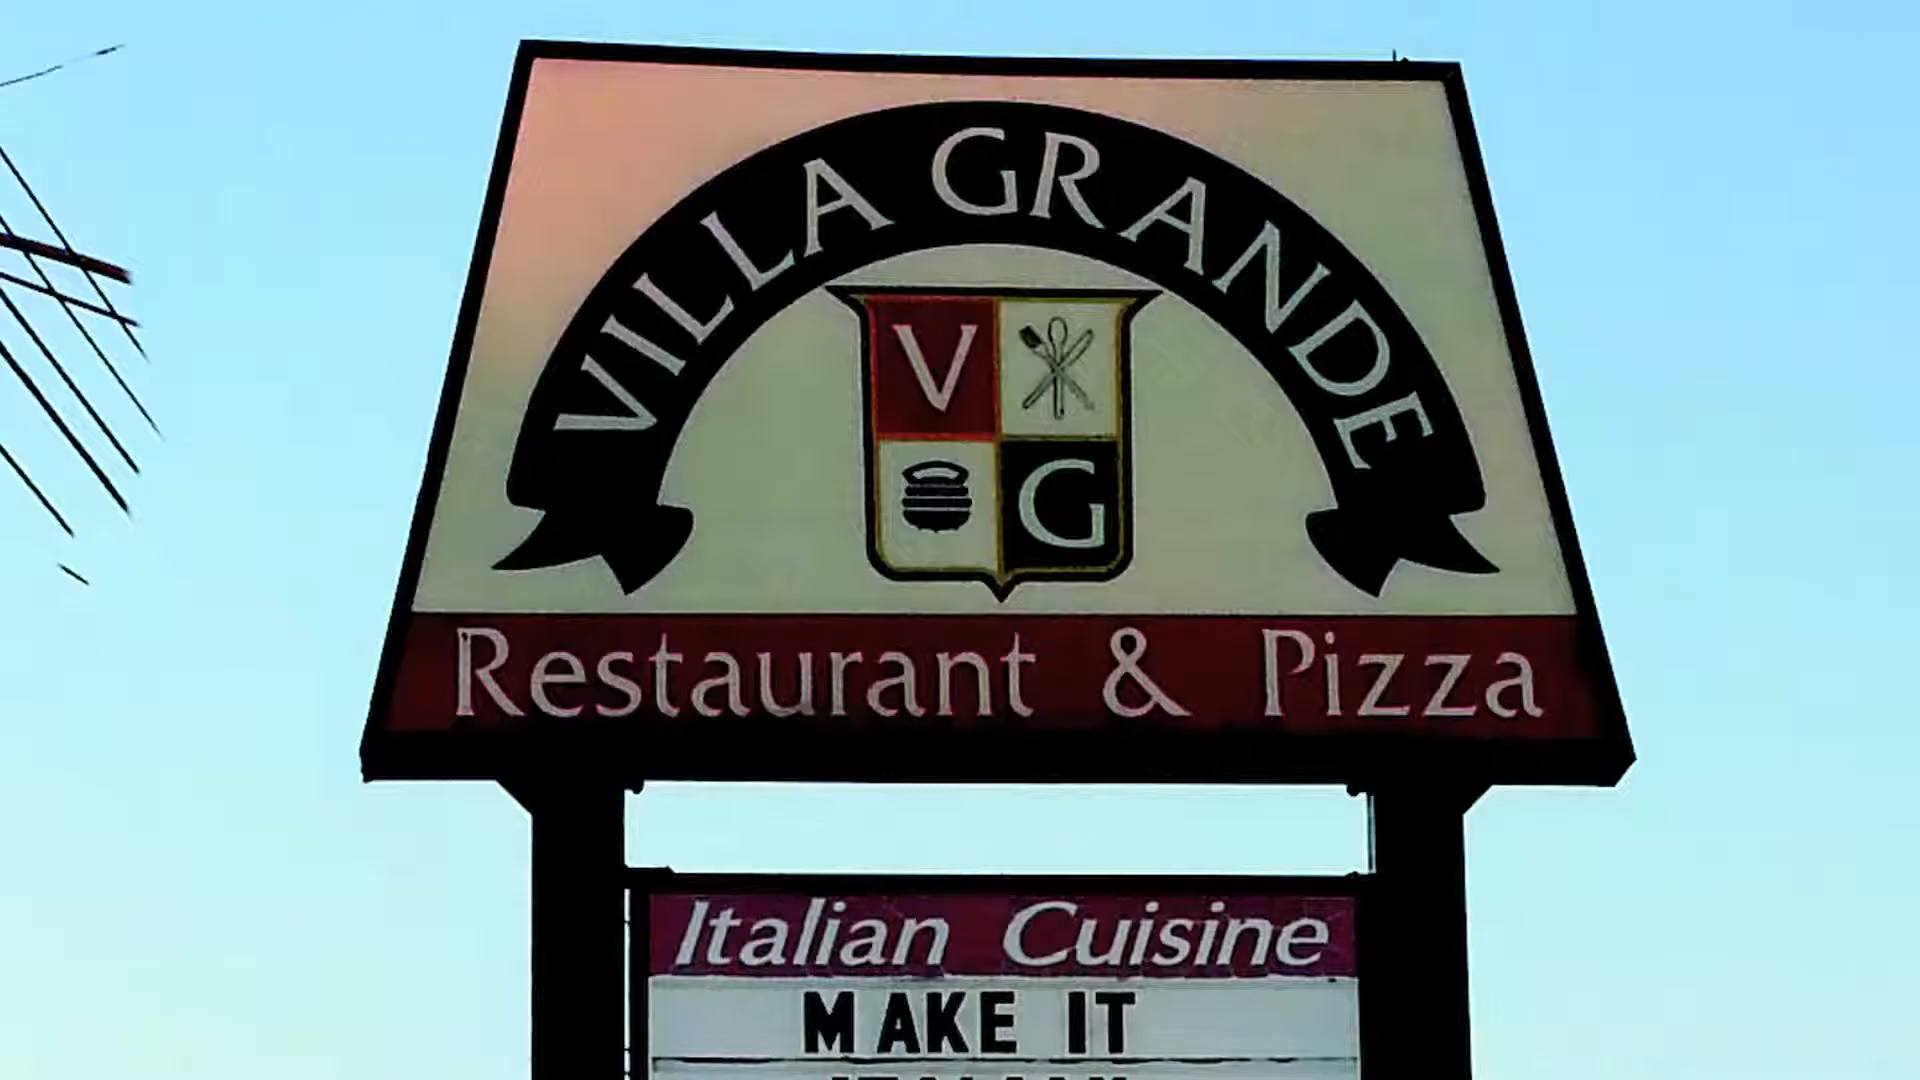 VILLA GRANDE
V
G
Restaurant & Pizza
Italian Cuisine
MAKE IT